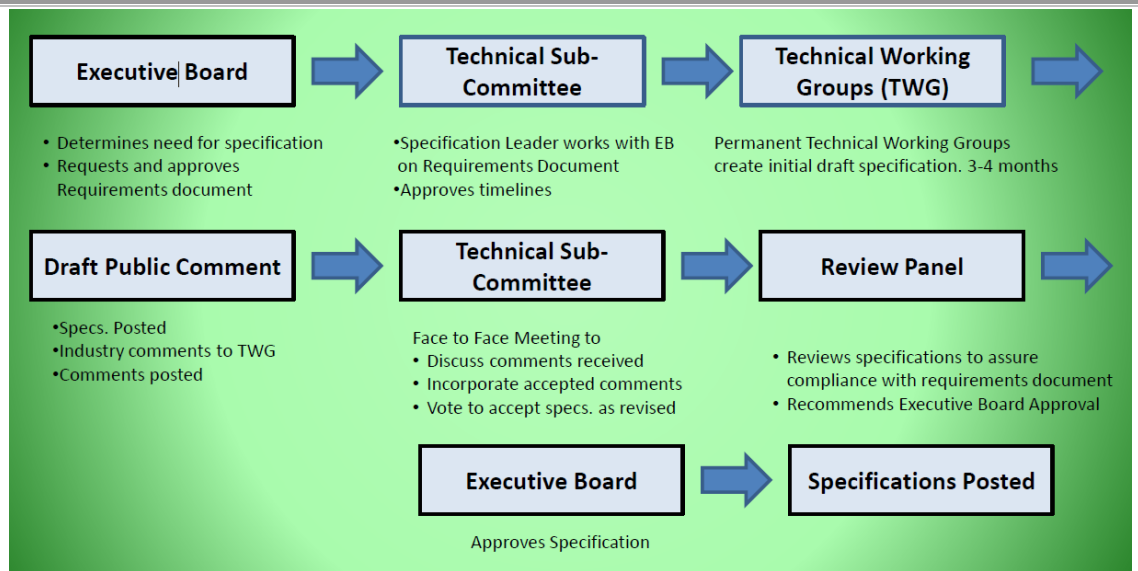 Executive Board
Technical Sub-
Committee
Technical Working
Groups (TWG)
• Determines need for specification
• Requests and approves
Requirements document
•Specification Leader works with EB
on Requirements Document
•Approves timelines
Permanent Technical Working Groups
create initial draft specification. 3-4 months
Draft Public Comment
Technical Sub-
Committee
Review Panel
•Specs. Posted
•Industry comments to TWG
•Comments posted
Face to Face Meeting to
• Discuss comments received
• Incorporate accepted comments
• Vote to accept specs. as revised
• Reviews specifications to assure
compliance with requirements document
• Recommends Executive Board Approval
Executive Board
Specifications Posted
Approves Specification